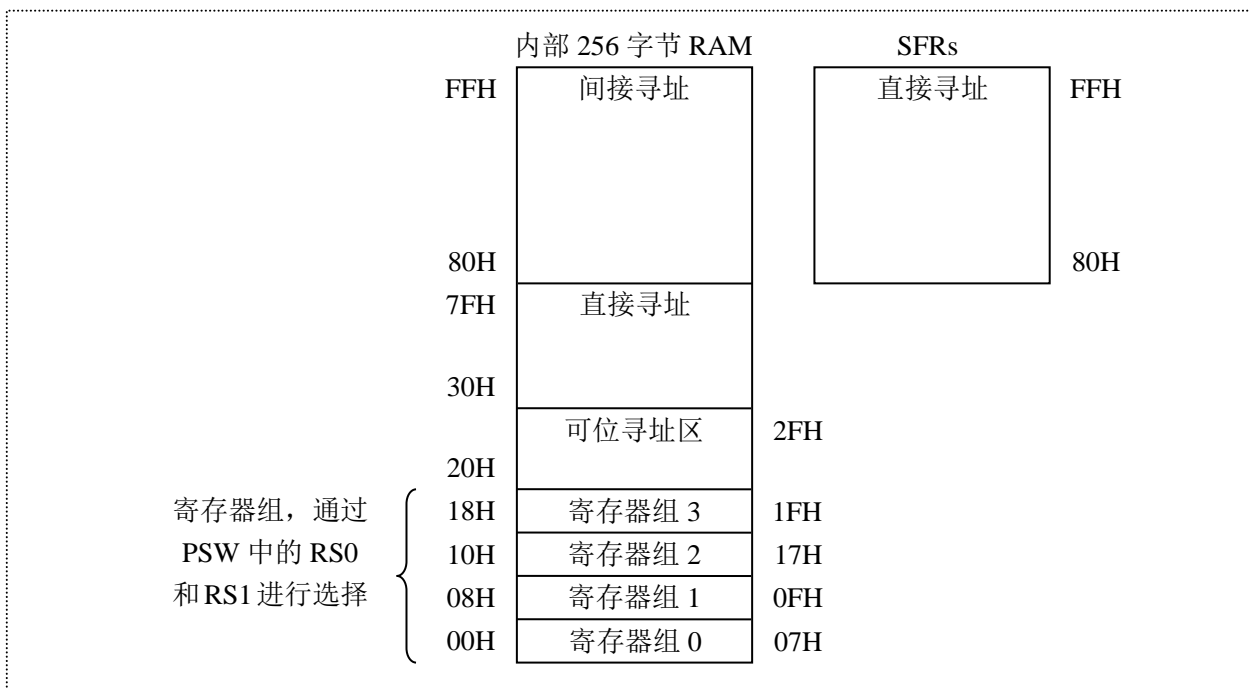 内部 256 字节 RAM SFRs
FFH 间接寻址 直接寻址 FFH
80H 80H
7FH 直接寻址
30H
可位寻址区 2FH
20H
寄存器组，通过 18H 寄存器组 3 1FH
PSW 中的 RS0 10H 寄存器组 2 17H
和RS1进行选择 08H 寄存器组 1 0FH
00H 寄存器组 0 07H